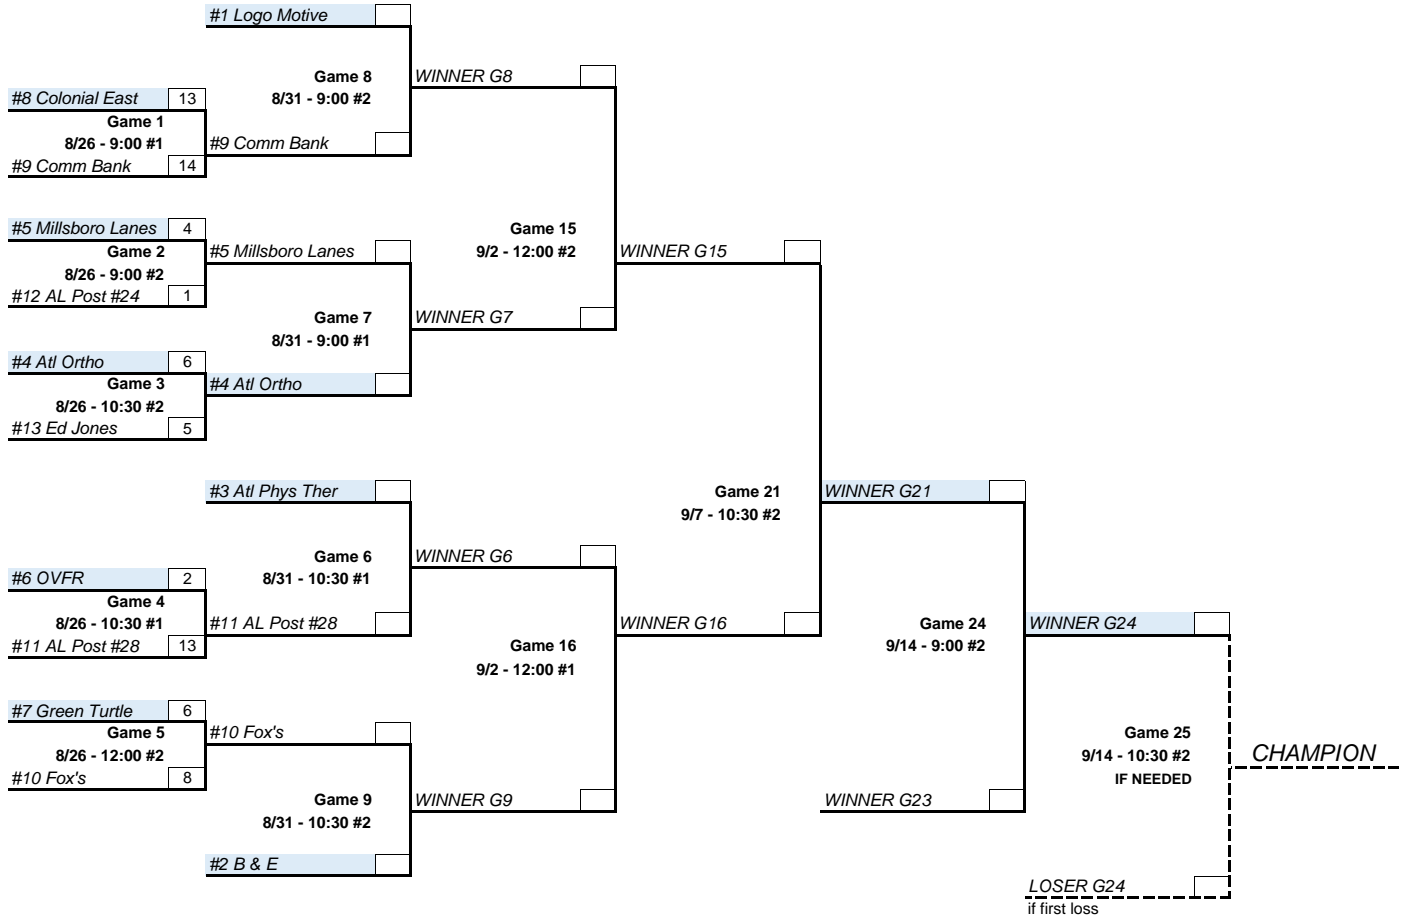 #1 Logo Motive
Game 8
8/31 - 9:00 #2
WINNER G8
#8 Colonial East 13
Game 1
8/26 - 9:00 #1
#9 Comm Bank
#9 Comm Bank 14
#5 Millsboro Lanes 4
Game 2
8/26 - 9:00 #2
#12 AL Post #24 1
#5 Millsboro Lanes
Game 15
9/2 - 12:00 #2
WINNER G15
Game 7
8/31 - 9:00 #1
WINNER G7
#4 Atl Ortho 6
Game 3
8/26 - 10:30 #2
#13 Ed Jones 5
#4 Atl Ortho
#3 Atl Phys Ther
Game 21
9/7 - 10:30 #2
WINNER G21
Game 6
8/31 - 10:30 #1
WINNER G6
#6 OVFR 2
Game 4
8/26 - 10:30 #1
#11 AL Post #28 13
#11 AL Post #28
Game 16
9/2 - 12:00 #1
WINNER G16
Game 24
9/14 - 9:00 #2
WINNER G24
#7 Green Turtle 6
Game 5
8/26 - 12:00 #2
#10 Fox's 8
#10 Fox's
Game 9
8/31 - 10:30 #2
WINNER G9
WINNER G23
Game 25
9/14 - 10:30 #2
IF NEEDED
CHAMPION
#2 B & E
LOSER G24
if first loss